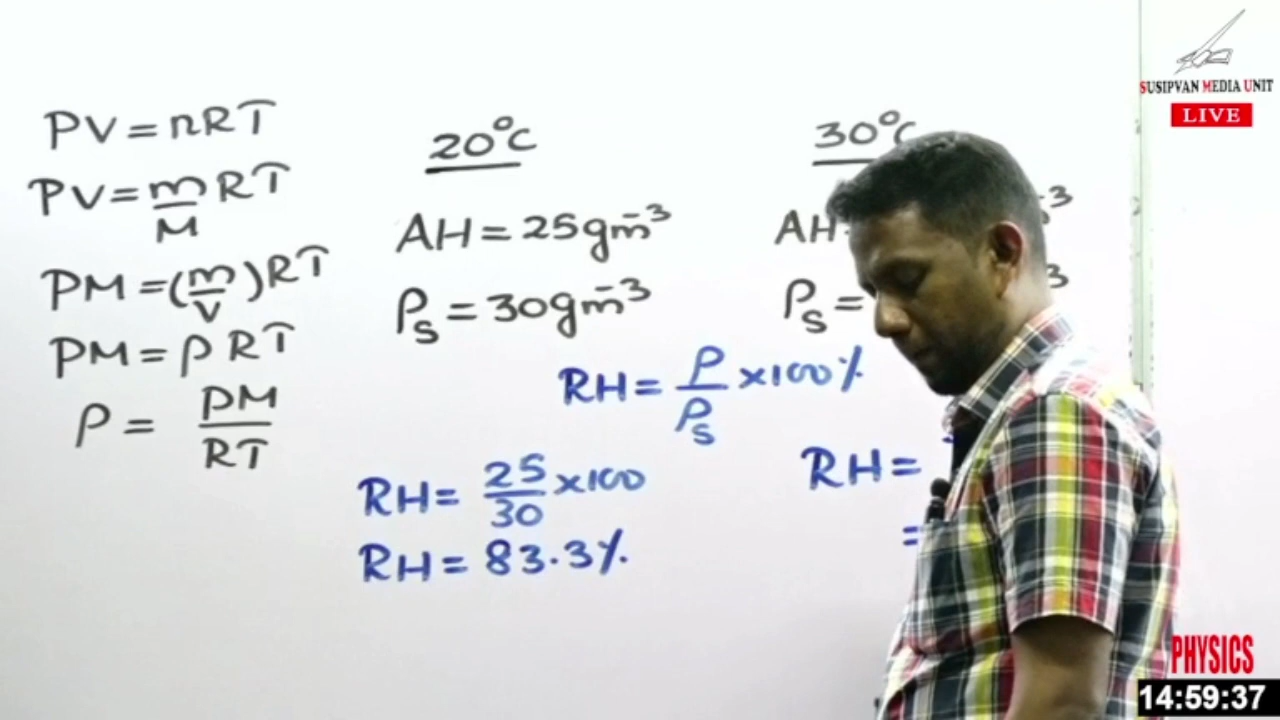 PV = nRT
PV = m/M RT
PM = (m/V) RT
PM = ρ RT
ρ = PM/RT
20°C
AH = 25gm⁻³
ρs = 30gm⁻³
30°C
AH
ρs =
RH = ρ/ρs ×100%
RH = 25/30 ×100
RH = 83.3%
RH =
=
SUSIPVAN MEDIA UNIT
LIVE
PHYSICS
14:59:37